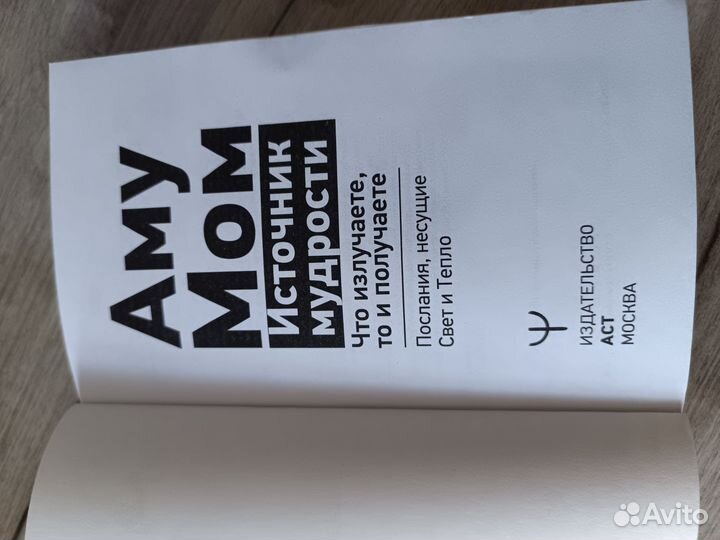 Аму
Мом
Источник
мудрости
Что излучаете,
то и получаете
Послания, несущие
Свет и Тепло
ИЗДАТЕЛЬСТВО
АСТ
МОСКВА
Avito